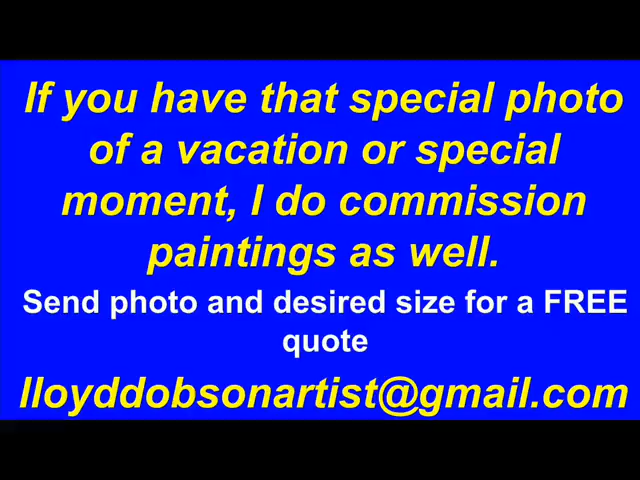 If you have that special photo
of a vacation or special
moment, I do commission
paintings as well.
Send photo and desired size for a FREE
quote
lloyddobsonartist@gmail.com